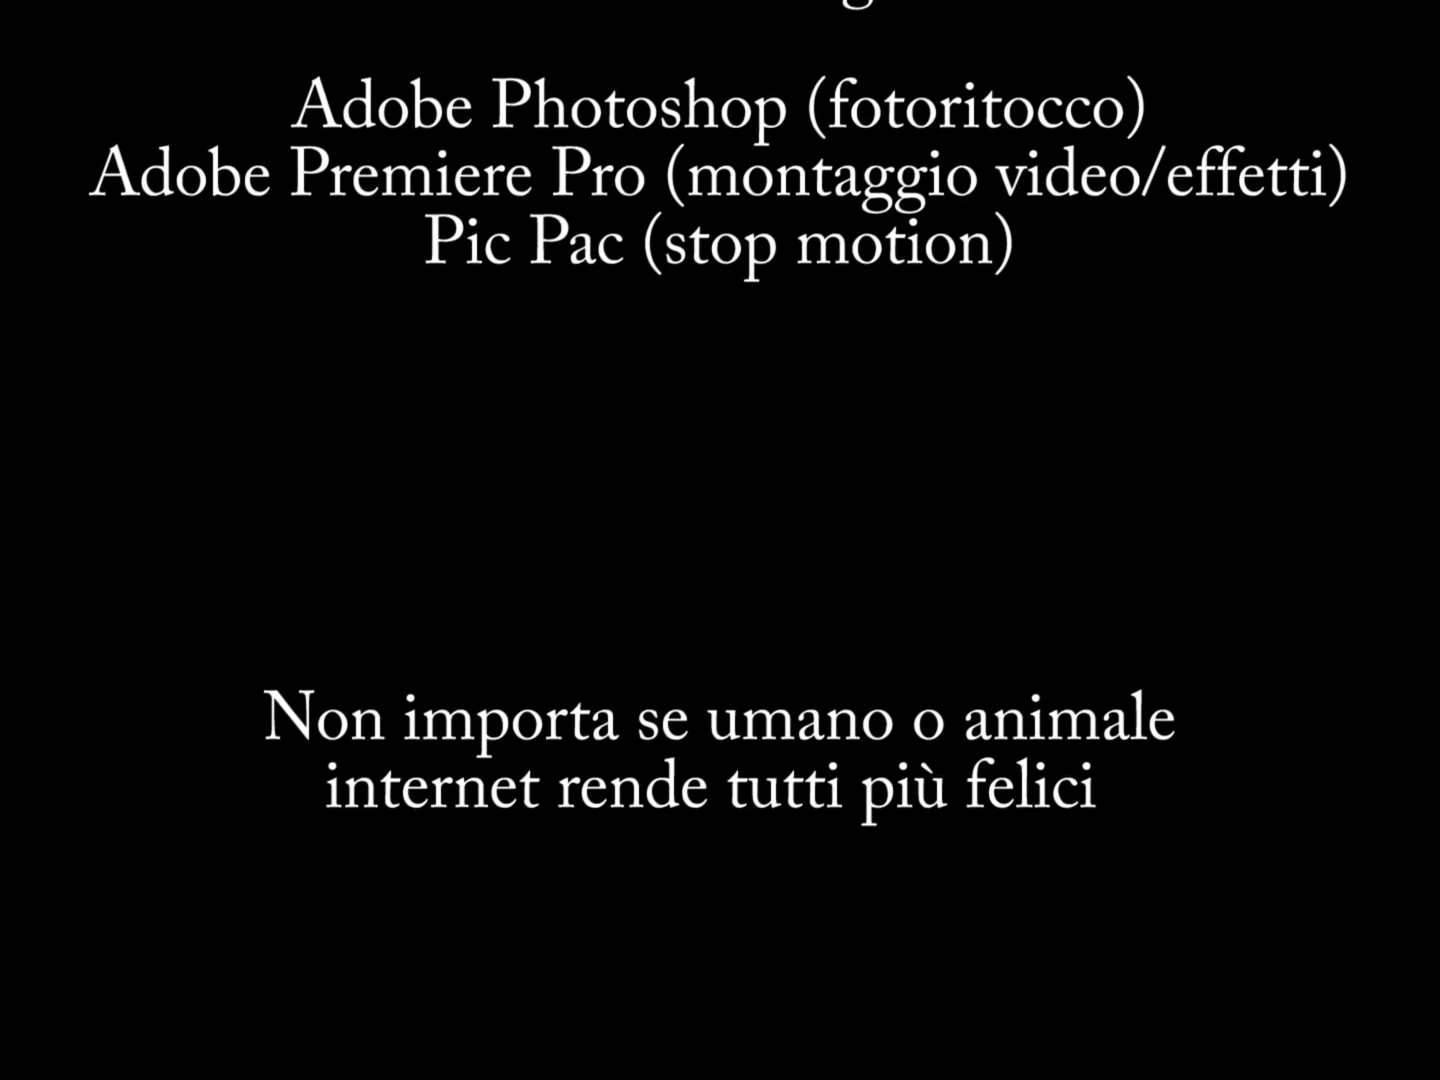 Adobe Photoshop (fotoritocco)
Adobe Premiere Pro (montaggio video/effetti)
Pic Pac (stop motion)
Non importa se umano o animale
internet rende tutti più felici